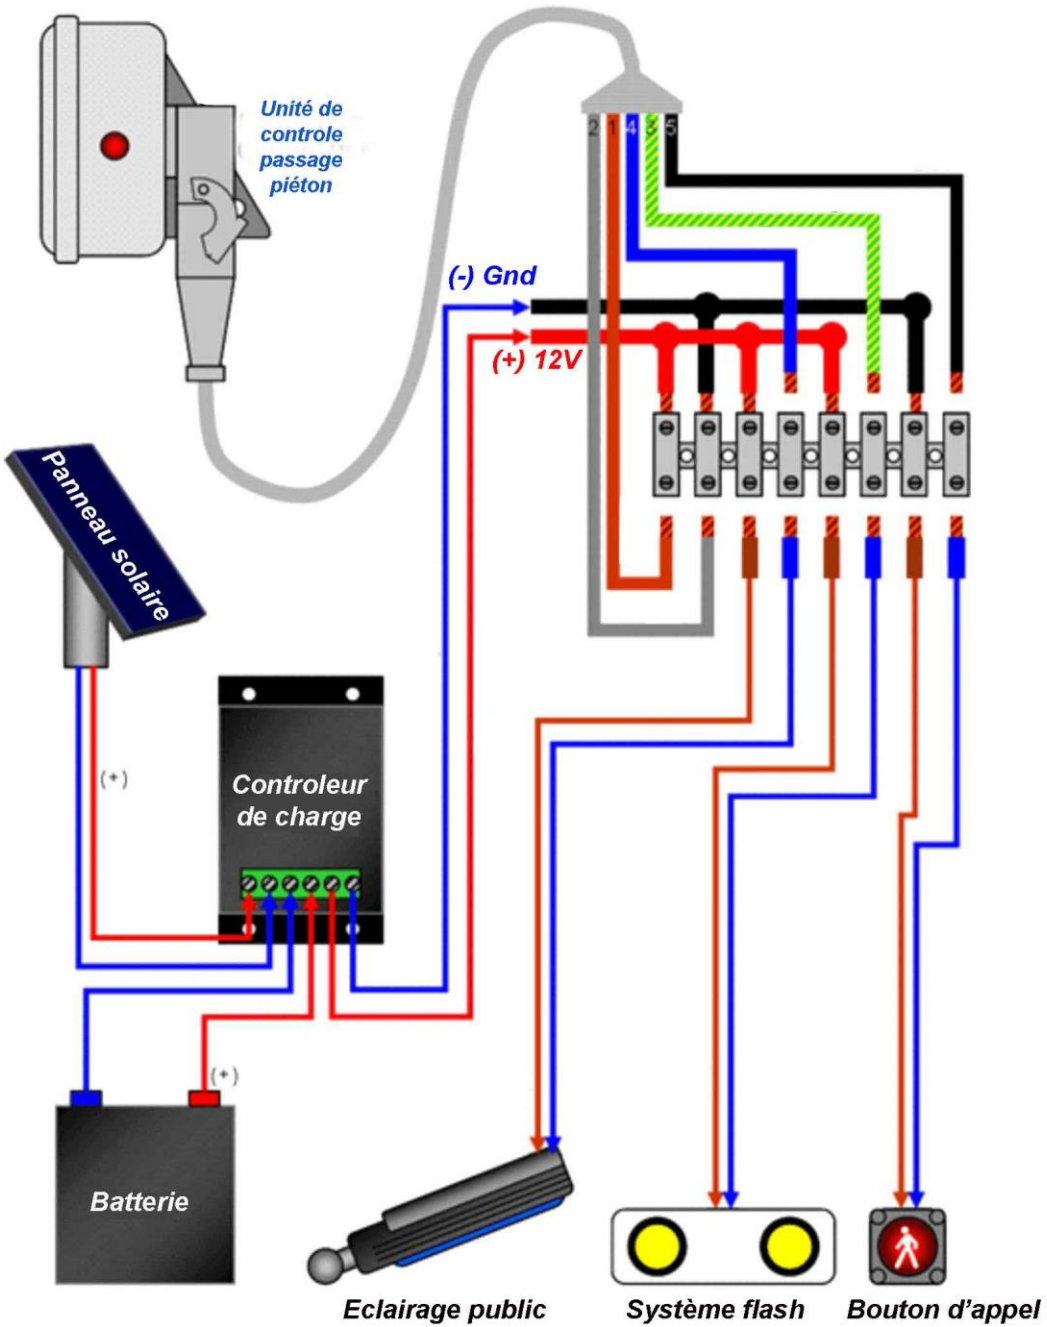 Unité de
controle
passage
piéton
2 1 4 3 5
(-) Gnd
(+) 12V
Panneau solaire
(+)
Controleur
de charge
(+)
Batterie
Eclairage public
Système flash
Bouton d'appel